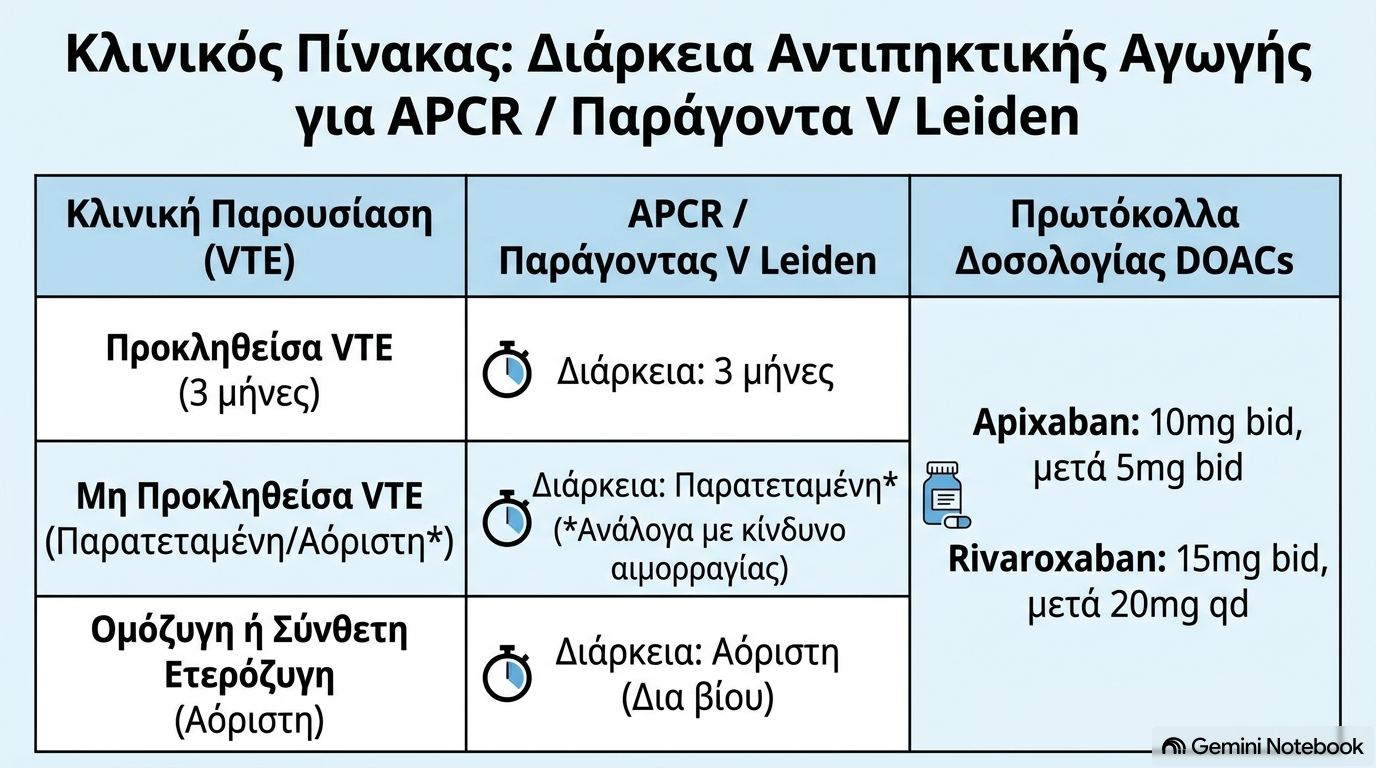 Κλινικός Πίνακας: Διάρκεια Αντιπηκτικής Αγωγής
για APCR / Παράγοντα V Leiden
Κλινική Παρουσίαση
(VTE)
APCR /
Παράγοντας V Leiden
Πρωτόκολλα
Δοσολογίας DOACs
Προκληθείσα VTE
(3 μήνες)
Διάρκεια: 3 μήνες
Μη Προκληθείσα VTE
(Παρατεταμένη/Αόριστη*)
Διάρκεια: Παρατεταμένη*
(*Ανάλογα με κίνδυνο
αιμορραγίας)
Ομόζυγη ή Σύνθετη
Ετερόζυγη
(Αόριστη)
Διάρκεια: Αόριστη
(Δια βίου)
Apixaban: 10mg bid,
μετά 5mg bid
Rivaroxaban: 15mg bid,
μετά 20mg qd
Gemini Notebook